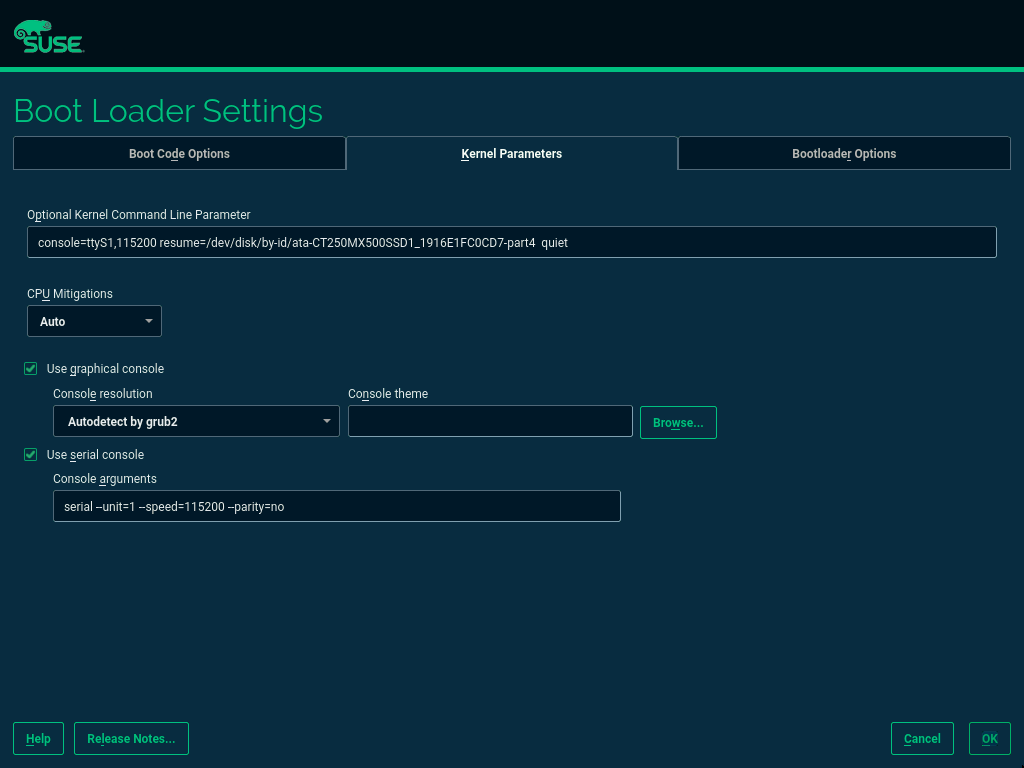 SUSE
Boot Loader Settings
Boot Code Options Kernel Parameters Bootloader Options
Optional Kernel Command Line Parameter
console=ttyS1,115200 resume=/dev/disk/by-id/ata-CT250MX500SSD1_1916E1FC0CD7-part4  quiet
CPU Mitigations
Auto
Use graphical console
Console resolution Console theme
Autodetect by grub2 Browse...
Use serial console
Console arguments
serial --unit=1 --speed=115200 --parity=no
Help Release Notes... Cancel OK